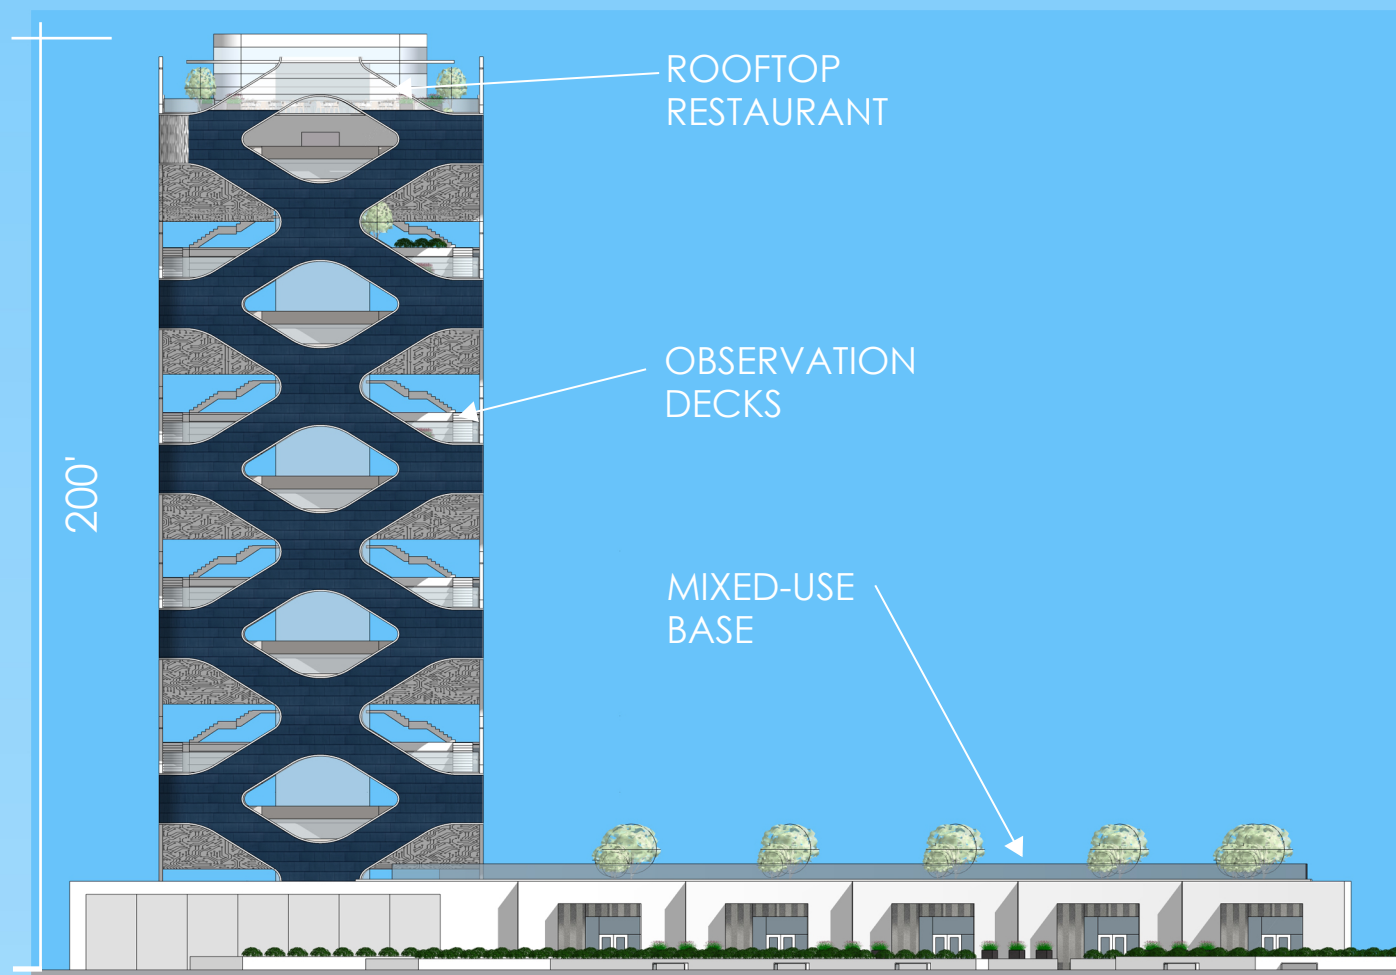 ROOFTOP
RESTAURANT
OBSERVATION
DECKS
200'
MIXED-USE
BASE